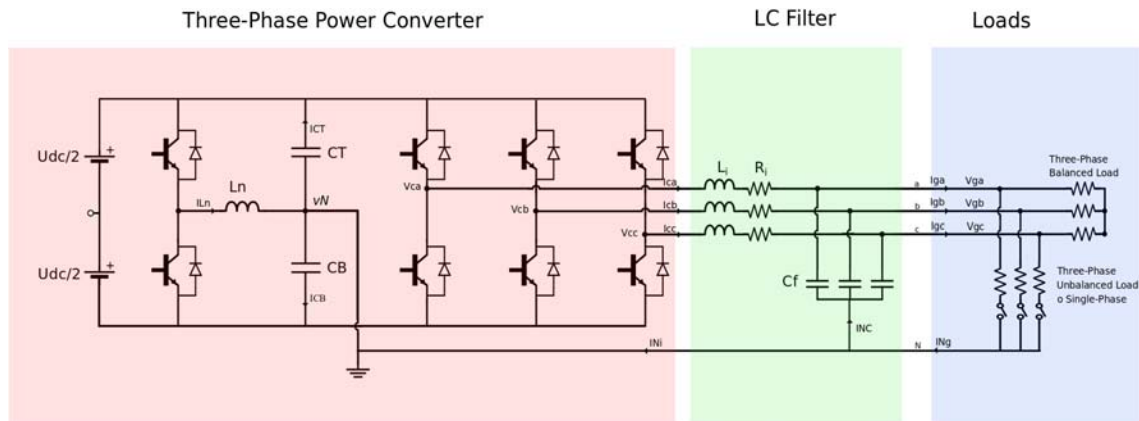 Three-Phase Power Converter
LC Filter
Loads
Udc/2
+
Udc/2
+
Ln
ILn
ICT
CT
vN
CB
ICB
Vca
Vcb
Vcc
Ica
Icb
Icc
Li
Ri
Cf
INC
INi
a
b
c
N
Iga
Igb
Igc
INg
Vga
Vgb
Vgc
Three-Phase
Balanced Load
Three-Phase
Unbalanced Load
o Single-Phase